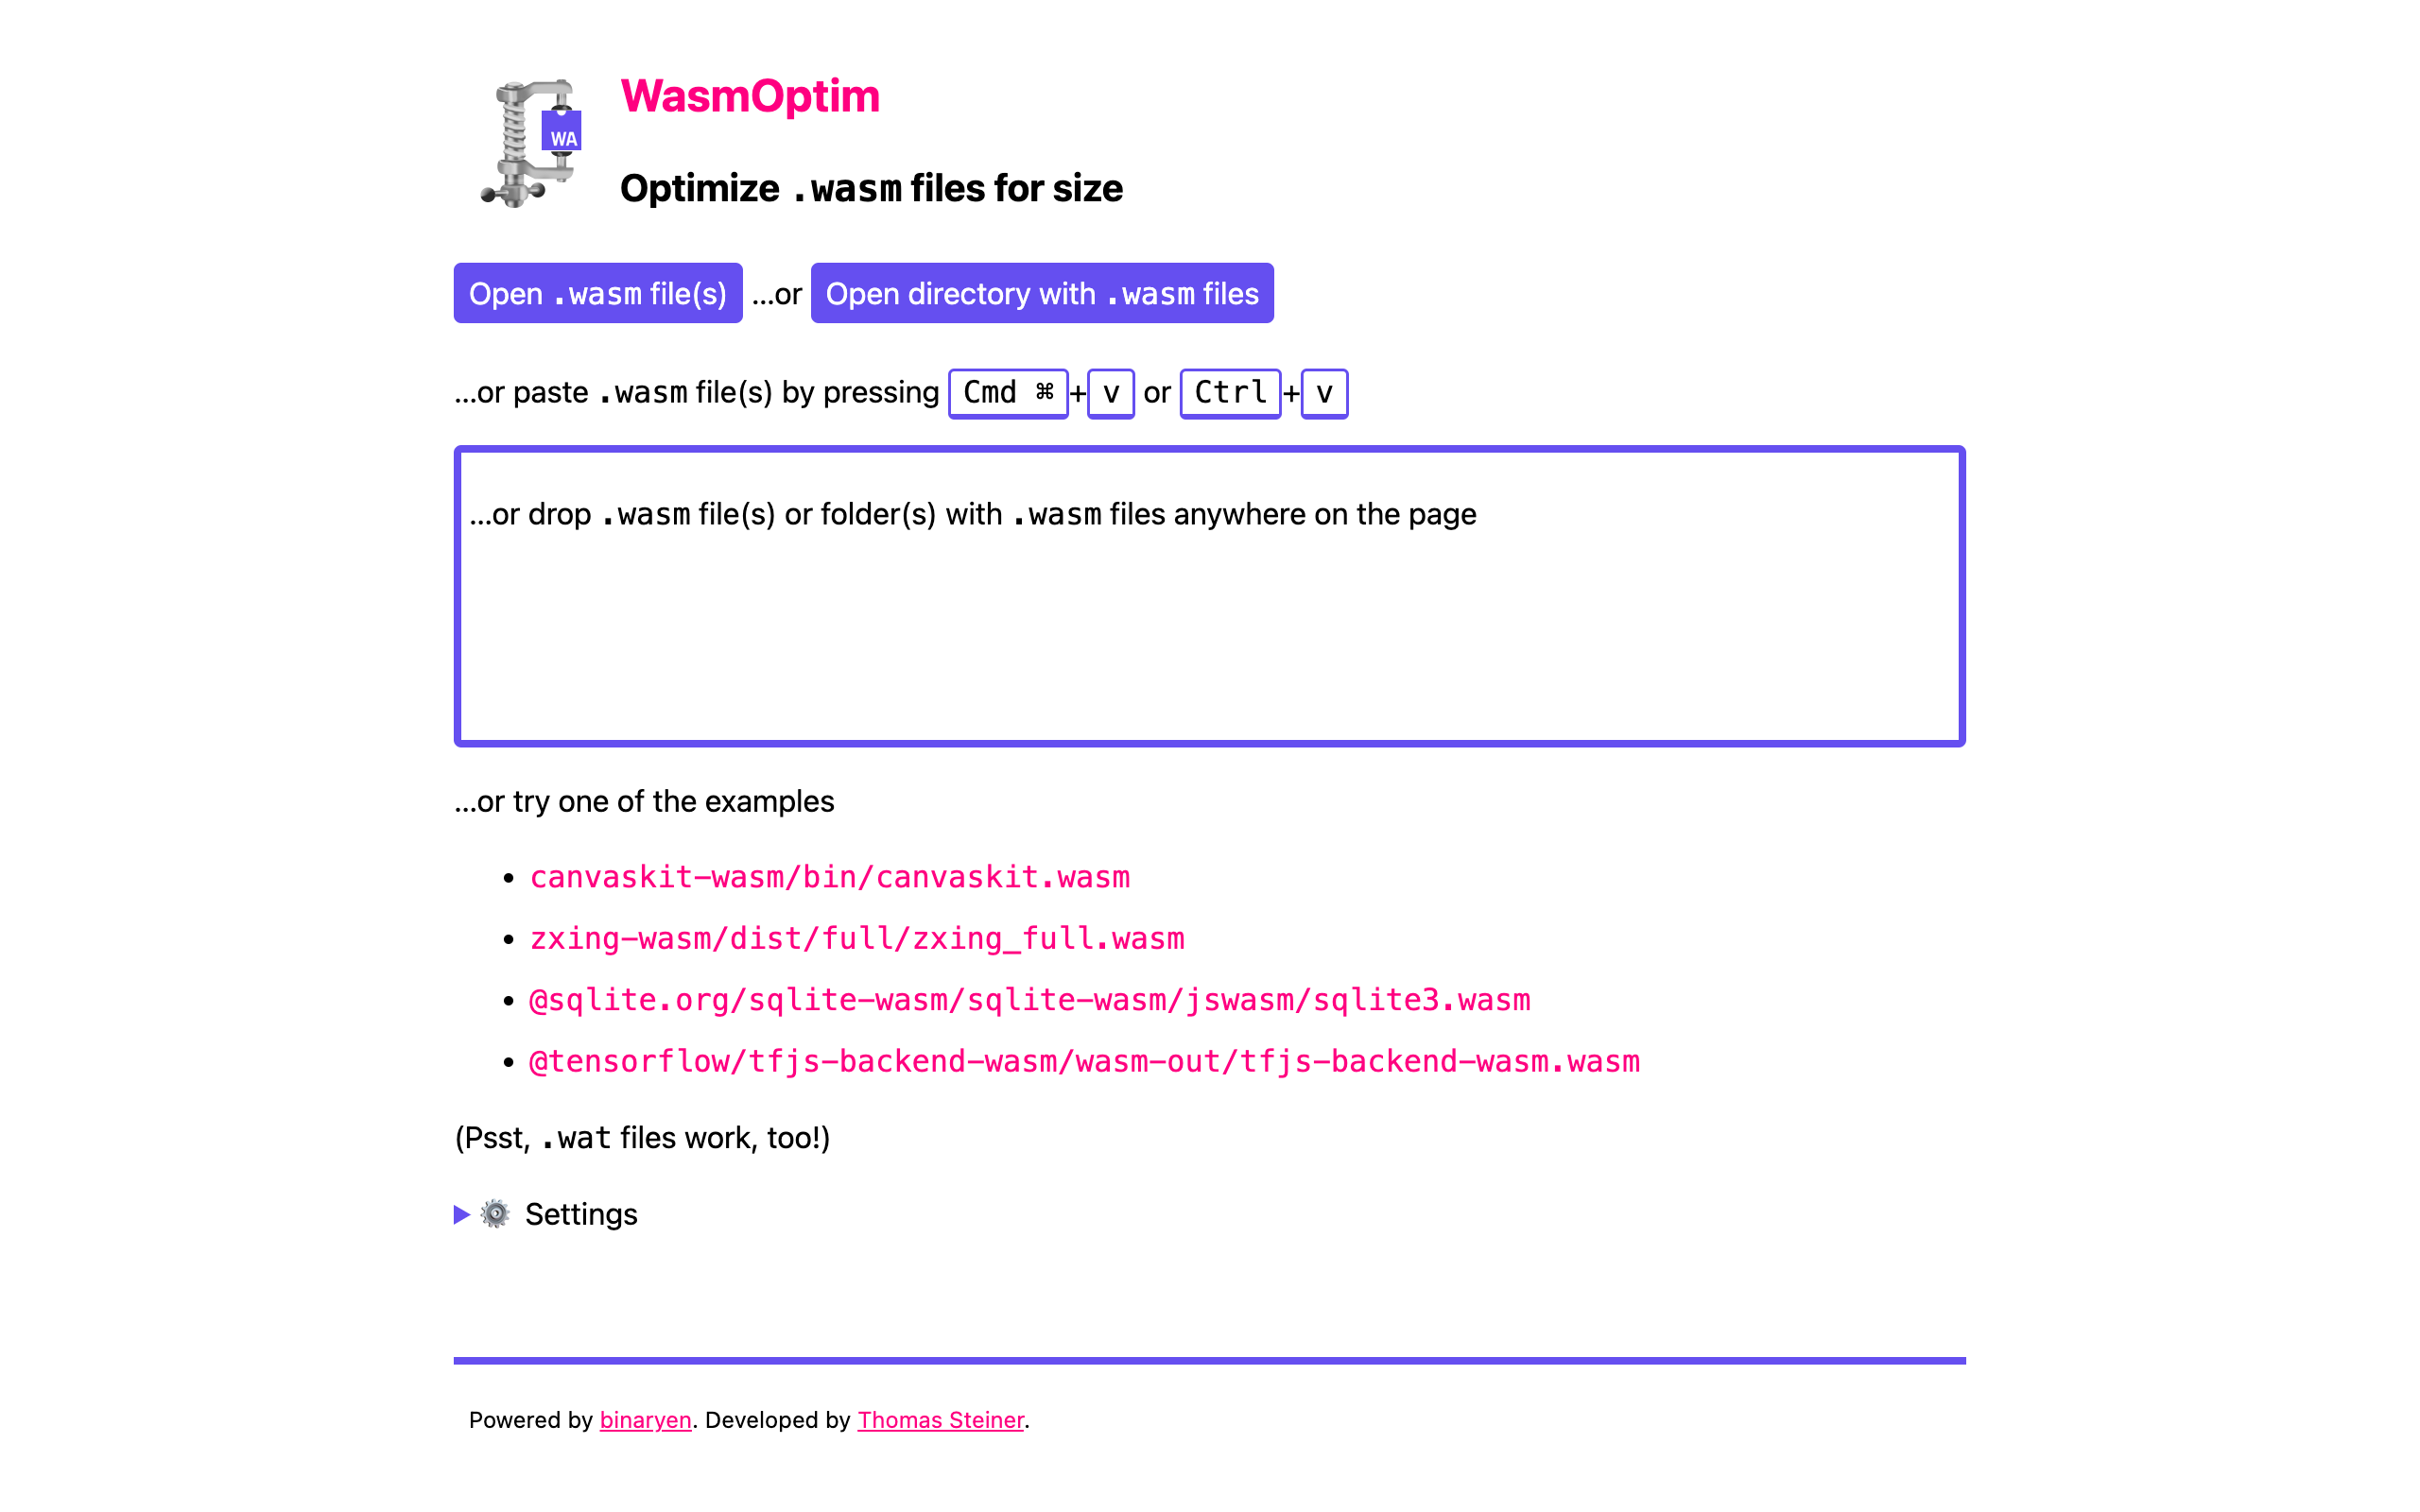 WA
WasmOptim
Optimize .wasm files for size
Open .wasm file(s) …or Open directory with .wasm files
…or paste .wasm file(s) by pressing Cmd ⌘+v or Ctrl+v
…or drop .wasm file(s) or folder(s) with .wasm files anywhere on the page
…or try one of the examples
• canvaskit-wasm/bin/canvaskit.wasm
• zxing-wasm/dist/full/zxing_full.wasm
• @sqlite.org/sqlite-wasm/sqlite-wasm/jswasm/sqlite3.wasm
• @tensorflow/tfjs-backend-wasm/wasm-out/tfjs-backend-wasm.wasm
(Psst, .wat files work, too!)
Settings
Powered by binaryen. Developed by Thomas Steiner.